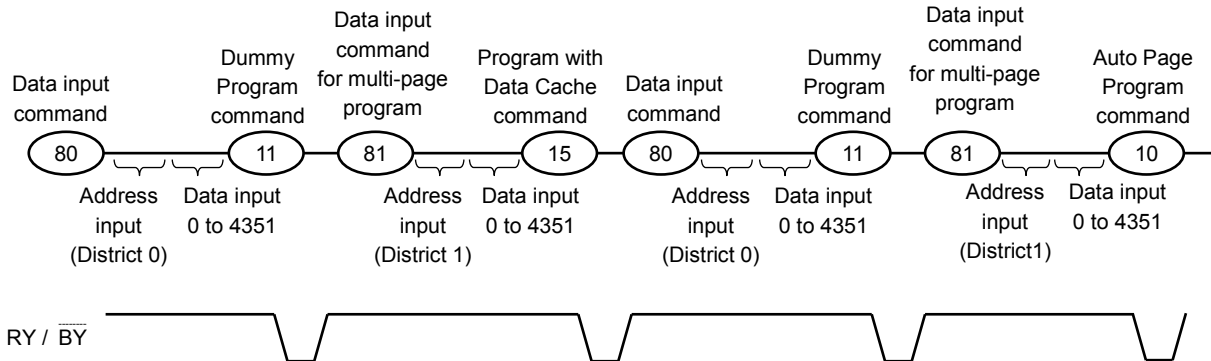 Data input
command
Dummy
Program
command
Data input
command
for multi-page
program
Program with
Data Cache
command
Data input
command
Dummy
Program
command
Data input
command
for multi-page
program
Auto Page
Program
command
80
11
81
15
80
11
81
10
Address
input
(District 0)
Data input
0 to 4351
Address
input
(District 1)
Data input
0 to 4351
Address
input
(District 0)
Data input
0 to 4351
Address
input
(District1)
Data input
0 to 4351
RY / BY